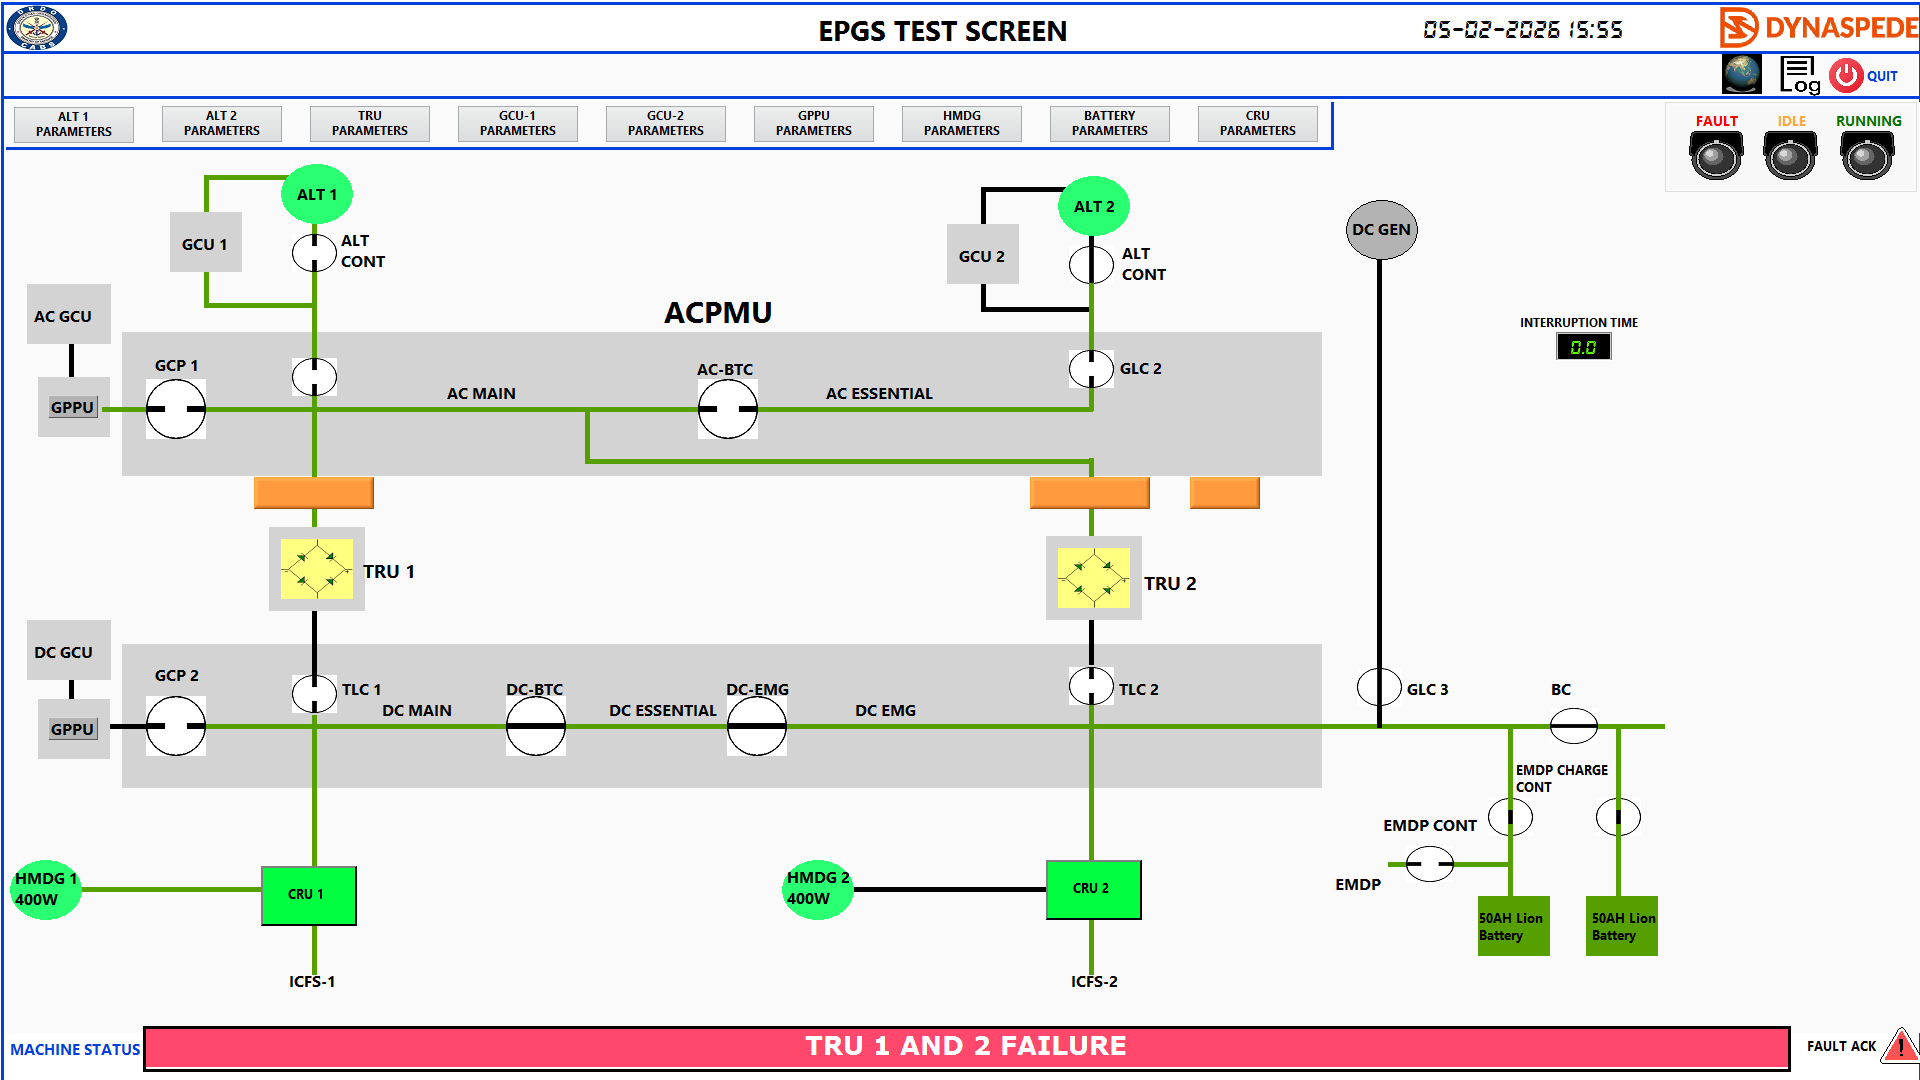 DRDO
CABS
EPGS TEST SCREEN
05-02-2026 15:55
DYNASPEDE
Log
QUIT
ALT 1
PARAMETERS
ALT 2
PARAMETERS
TRU
PARAMETERS
GCU-1
PARAMETERS
GCU-2
PARAMETERS
GPPU
PARAMETERS
HMDG
PARAMETERS
BATTERY
PARAMETERS
CRU
PARAMETERS
FAULT
IDLE
RUNNING
ALT 1
GCU 1
ALT
CONT
ALT 2
GCU 2
ALT
CONT
DC GEN
AC GCU
ACPMU
INTERRUPTION TIME
0.0
GCP 1
AC-BTC
GLC 2
GPPU
AC MAIN
AC ESSENTIAL
TRU 1
TRU 2
DC GCU
GCP 2
TLC 1
DC-BTC
DC-EMG
TLC 2
GLC 3
BC
GPPU
DC MAIN
DC ESSENTIAL
DC EMG
EMDP CHARGE
CONT
EMDP CONT
EMDP
HMDG 1
400W
CRU 1
HMDG 2
400W
CRU 2
50AH Lion
Battery
50AH Lion
Battery
ICFS-1
ICFS-2
MACHINE STATUS
TRU 1 AND 2 FAILURE
FAULT ACK